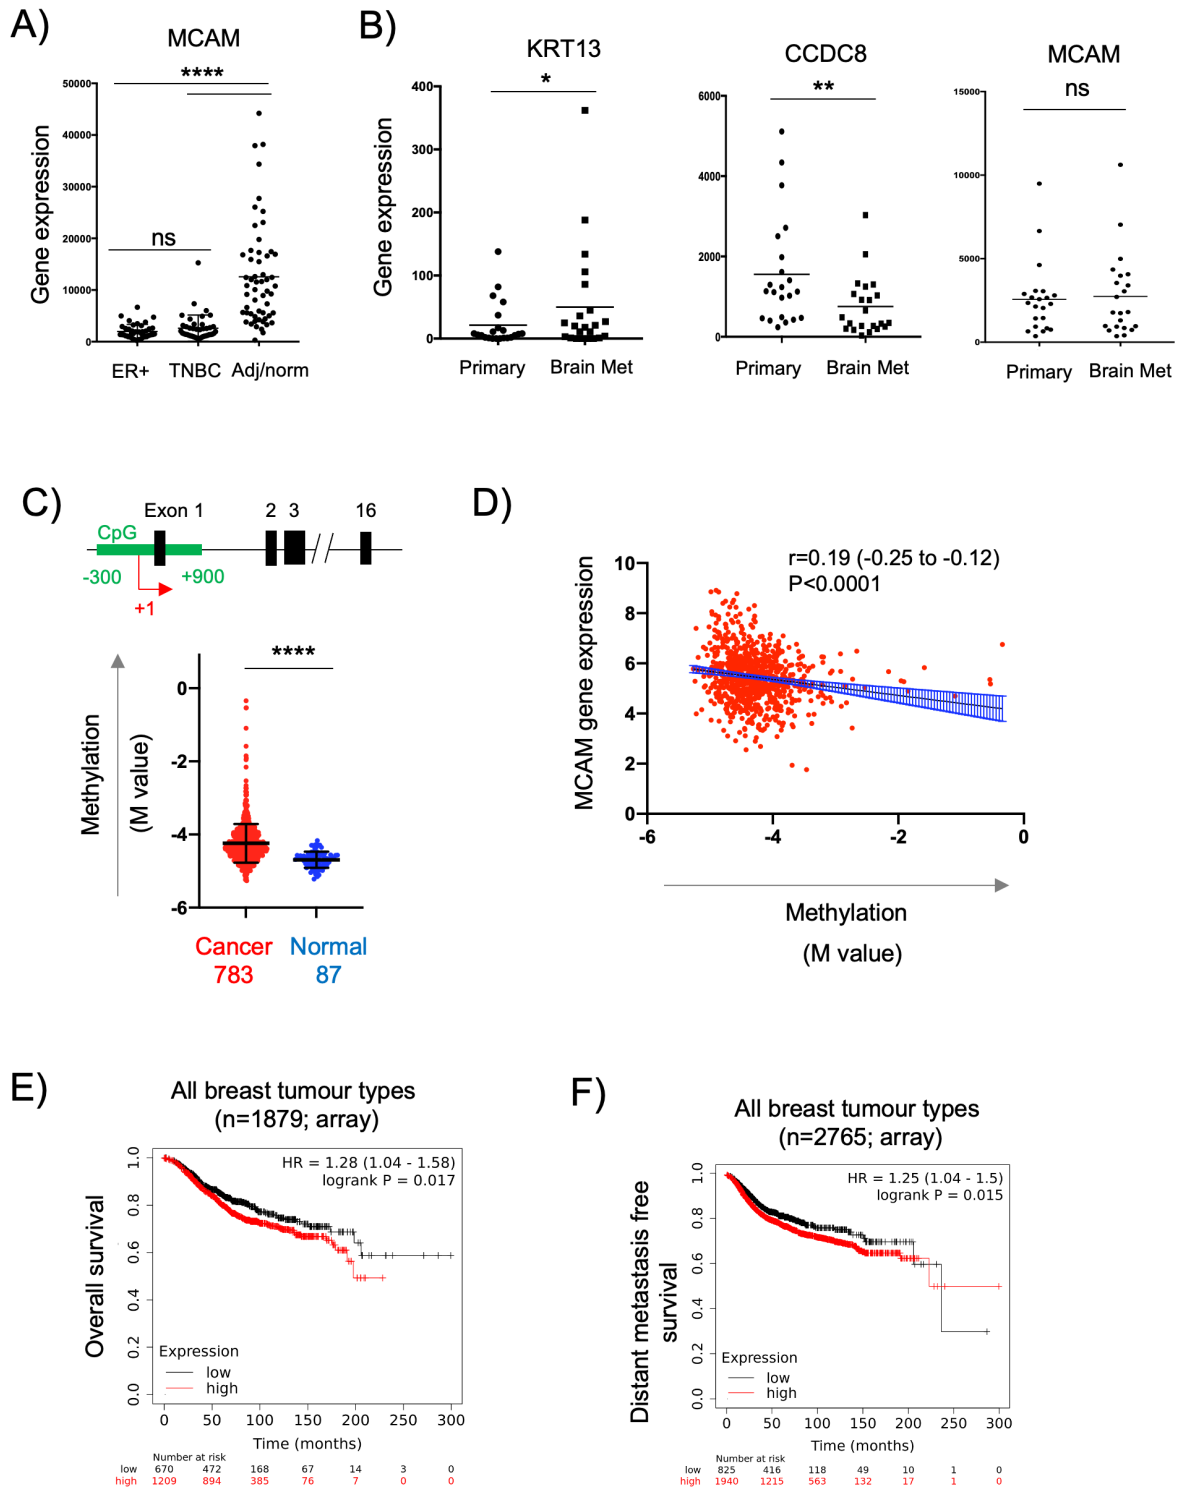 A)
MCAM
****
50000
40000
30000
20000
10000
0
Gene expression
ns
ER+ TNBC Adj/norm
B)
KRT13
*
400
300
200
100
0
Gene expression
Primary Brain Met
CCDC8
**
6000
4000
2000
0
Primary Brain Met
MCAM
ns
15000
10000
5000
0
Primary Brain Met
C)
Exon 1 2 3 16
CpG
-300 +900
+1
****
Methylation
(M value)
0
-2
-4
-6
Cancer Normal
783 87
D)
r=0.19 (-0.25 to -0.12)
P<0.0001
MCAM gene expression
10
8
6
4
2
0
-6 -4 -2 0
Methylation
(M value)
E)
All breast tumour types
(n=1879; array)
HR = 1.28 (1.04 - 1.58)
logrank P = 0.017
Overall survival
1.0
0.8
0.6
0.4
0.2
0.0
Expression
low
high
0 50 100 150 200 250 300
Time (months)
Number at risk
low 670 472 168 67 14 3 0
high 1209 894 385 76 7 0 0
F)
All breast tumour types
(n=2765; array)
HR = 1.25 (1.04 - 1.5)
logrank P = 0.015
Distant metastasis free
survival
1.0
0.8
0.6
0.4
0.2
0.0
Expression
low
high
0 50 100 150 200 250 300
Time (months)
Number at risk
low 825 416 118 49 10 1 0
high 1940 1215 563 132 17 1 0